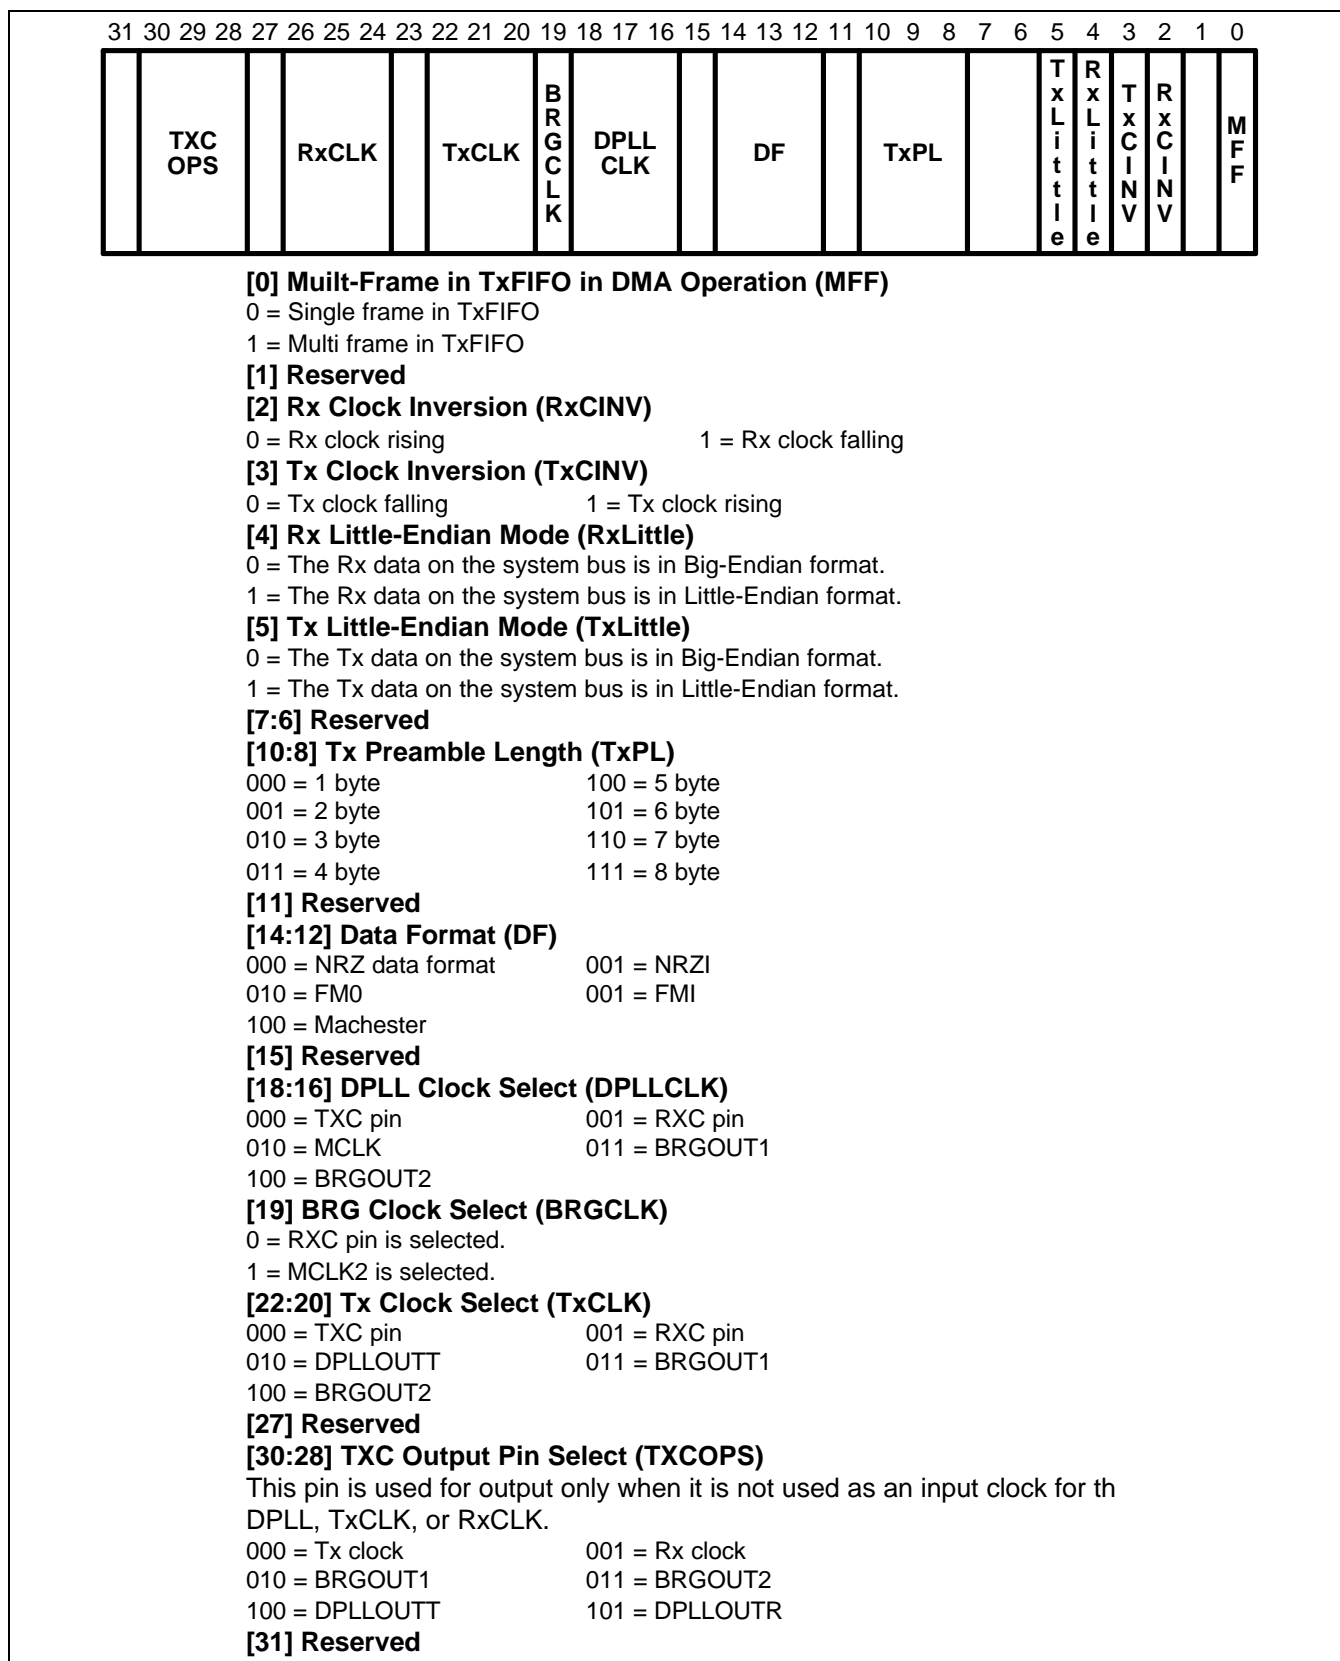 31 30 29 28 27 26 25 24 23 22 21 20 19 18 17 16 15 14 13 12 11 10 9 8 7 6 5 4 3 2 1 0
TXC
OPS
RxCLK
TxCLK
BRGCLK
DPLL
CLK
DF
TxPL
TxLittle
RxLittle
TxCINV
RxCINV
MFF
[0] Muilt-Frame in TxFIFO in DMA Operation (MFF)
0 = Single frame in TxFIFO
1 = Multi frame in TxFIFO
[1] Reserved
[2] Rx Clock Inversion (RxCINV)
0 = Rx clock rising 1 = Rx clock falling
[3] Tx Clock Inversion (TxCINV)
0 = Tx clock falling 1 = Tx clock rising
[4] Rx Little-Endian Mode (RxLittle)
0 = The Rx data on the system bus is in Big-Endian format.
1 = The Rx data on the system bus is in Little-Endian format.
[5] Tx Little-Endian Mode (TxLittle)
0 = The Tx data on the system bus is in Big-Endian format.
1 = The Tx data on the system bus is in Little-Endian format.
[7:6] Reserved
[10:8] Tx Preamble Length (TxPL)
000 = 1 byte 100 = 5 byte
001 = 2 byte 101 = 6 byte
010 = 3 byte 110 = 7 byte
011 = 4 byte 111 = 8 byte
[11] Reserved
[14:12] Data Format (DF)
000 = NRZ data format 001 = NRZI
010 = FM0 001 = FMI
100 = Machester
[15] Reserved
[18:16] DPLL Clock Select (DPLLCLK)
000 = TXC pin 001 = RXC pin
010 = MCLK 011 = BRGOUT1
100 = BRGOUT2
[19] BRG Clock Select (BRGCLK)
0 = RXC pin is selected.
1 = MCLK2 is selected.
[22:20] Tx Clock Select (TxCLK)
000 = TXC pin 001 = RXC pin
010 = DPLLOUTT 011 = BRGOUT1
100 = BRGOUT2
[27] Reserved
[30:28] TXC Output Pin Select (TXCOPS)
This pin is used for output only when it is not used as an input clock for th
DPLL, TxCLK, or RxCLK.
000 = Tx clock 001 = Rx clock
010 = BRGOUT1 011 = BRGOUT2
100 = DPLLOUTT 101 = DPLLOUTR
[31] Reserved